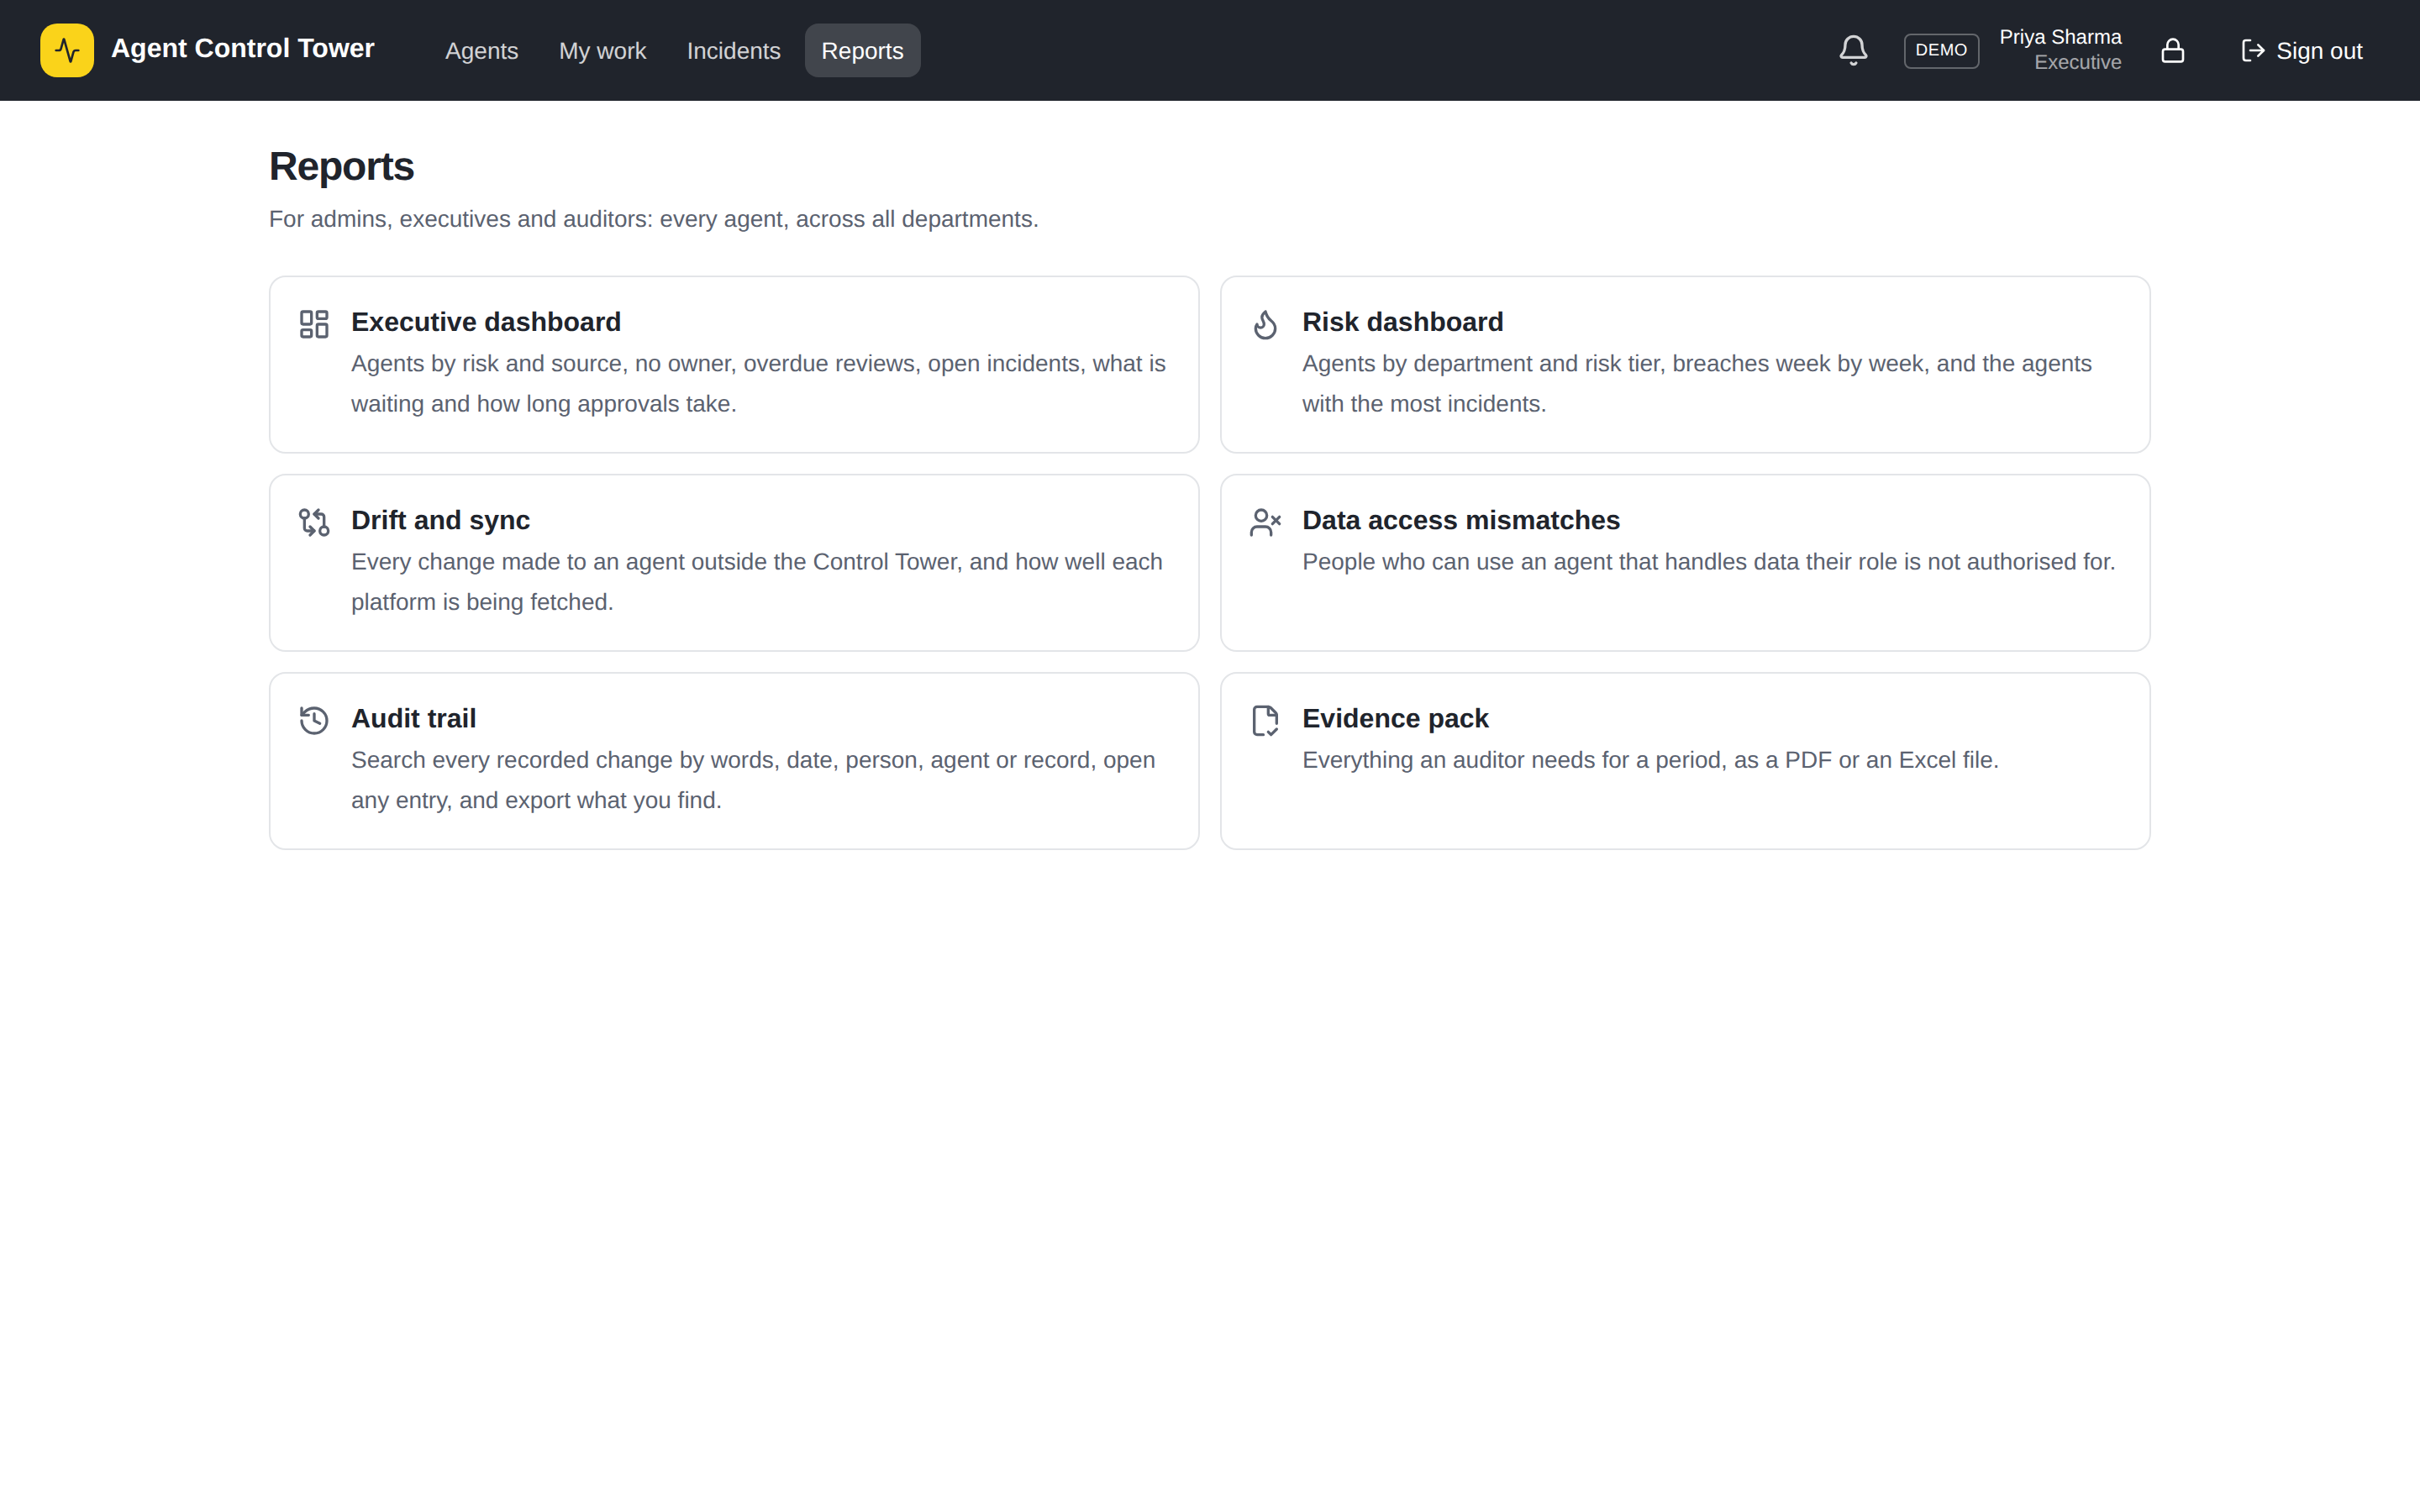 Agent Control Tower
Agents
My work
Incidents
Reports
DEMO
Priya Sharma
Executive
Sign out
Reports
For admins, executives and auditors: every agent, across all departments.
Executive dashboard
Agents by risk and source, no owner, overdue reviews, open incidents, what is
waiting and how long approvals take.
Risk dashboard
Agents by department and risk tier, breaches week by week, and the agents
with the most incidents.
Drift and sync
Every change made to an agent outside the Control Tower, and how well each
platform is being fetched.
Data access mismatches
People who can use an agent that handles data their role is not authorised for.
Audit trail
Search every recorded change by words, date, person, agent or record, open
any entry, and export what you find.
Evidence pack
Everything an auditor needs for a period, as a PDF or an Excel file.